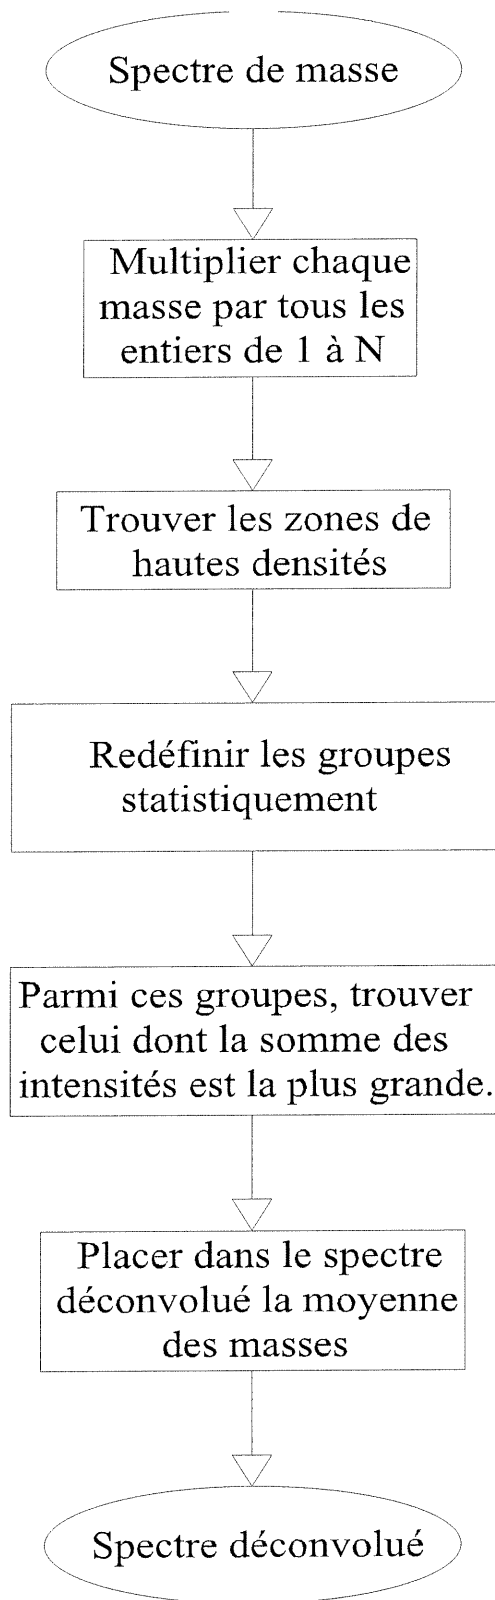 Spectre de masse
Multiplier chaque
masse par tous les
entiers de 1 à N
Trouver les zones de
hautes densités
Redéfinir les groupes
statistiquement
Parmi ces groupes, trouver
celui dont la somme des
intensités est la plus grande.
Placer dans le spectre
déconvolué la moyenne
des masses
Spectre déconvolué